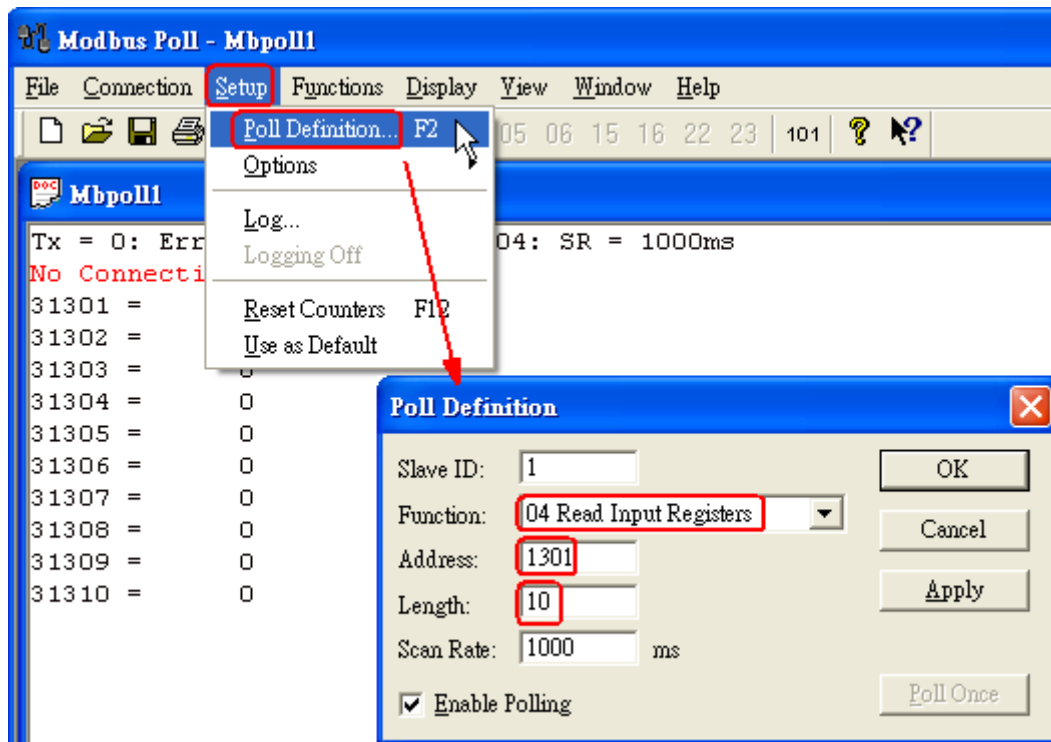 Modbus Poll - Mbpoll1
File Connection Setup Functions Display View Window Help
05 06 15 16 22 23 101
Poll Definition... F2
Options
Log...
Logging Off
Reset Counters F12
Use as Default
Mbpoll1
Tx = 0: Err 04: SR = 1000ms
No Connecti
31301 =
31302 =
31303 = 0
31304 = 0
31305 = 0
31306 = 0
31307 = 0
31308 = 0
31309 = 0
31310 = 0
Poll Definition
Slave ID: 1
Function: 04 Read Input Registers
Address: 1301
Length: 10
Scan Rate: 1000 ms
Enable Polling
OK
Cancel
Apply
Poll Once